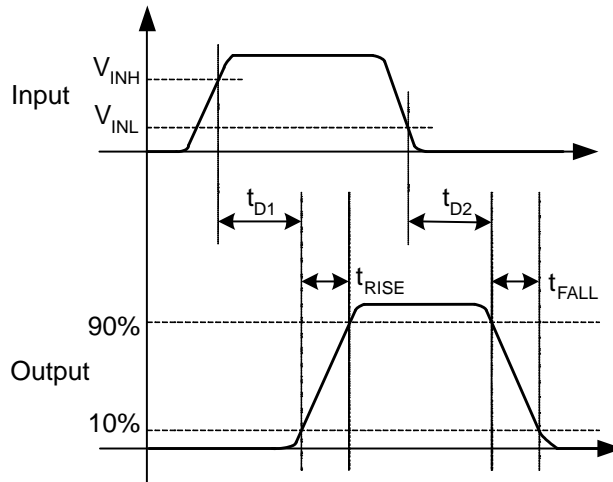 V_INH
Input
V_INL
t_D1
t_D2
t_RISE
t_FALL
90%
Output
10%